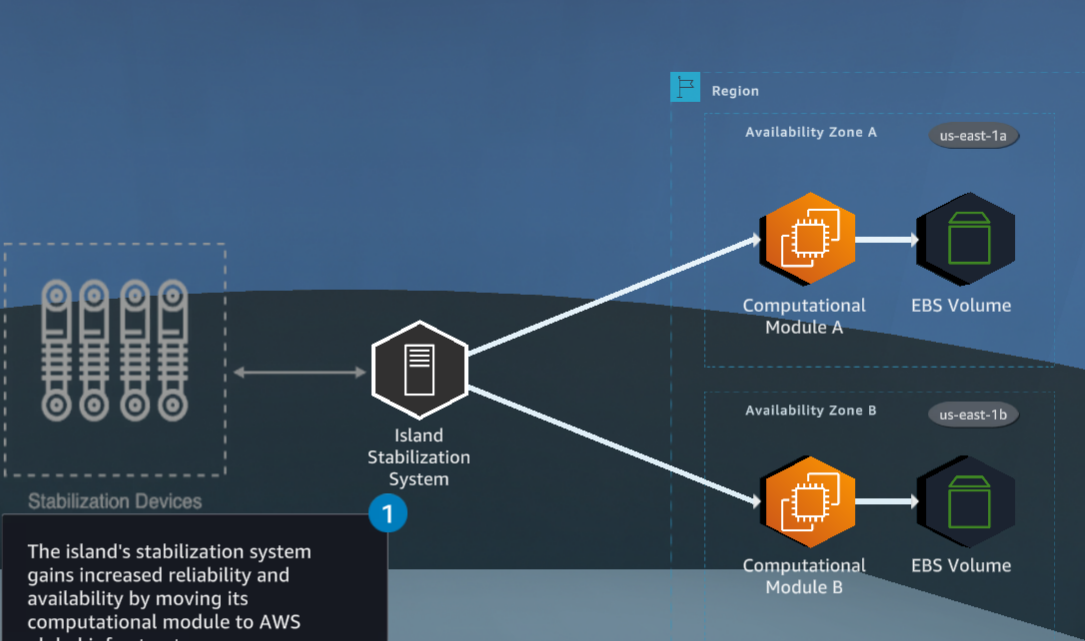 Region
Availability Zone A
us-east-1a
Computational
Module A
EBS Volume
Availability Zone B
us-east-1b
Computational
Module B
EBS Volume
Island
Stabilization
System
Stabilization Devices
1
The island's stabilization system
gains increased reliability and
availability by moving its
computational module to AWS